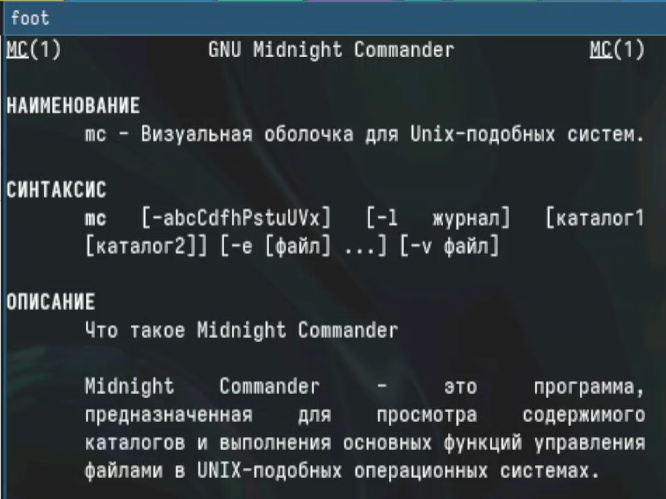 foot
MC(1) GNU Midnight Commander MC(1)
НАИМЕНОВАНИЕ
mc - Визуальная оболочка для Unix-подобных систем.
СИНТАКСИС
mc [-abcCdfhPstuUVx] [-l журнал] [каталог1
[каталог2]] [-e [файл] ...] [-v файл]
ОПИСАНИЕ
Что такое Midnight Commander
Midnight Commander - это программа,
предназначенная для просмотра содержимого
каталогов и выполнения основных функций управления
файлами в UNIX-подобных операционных системах.